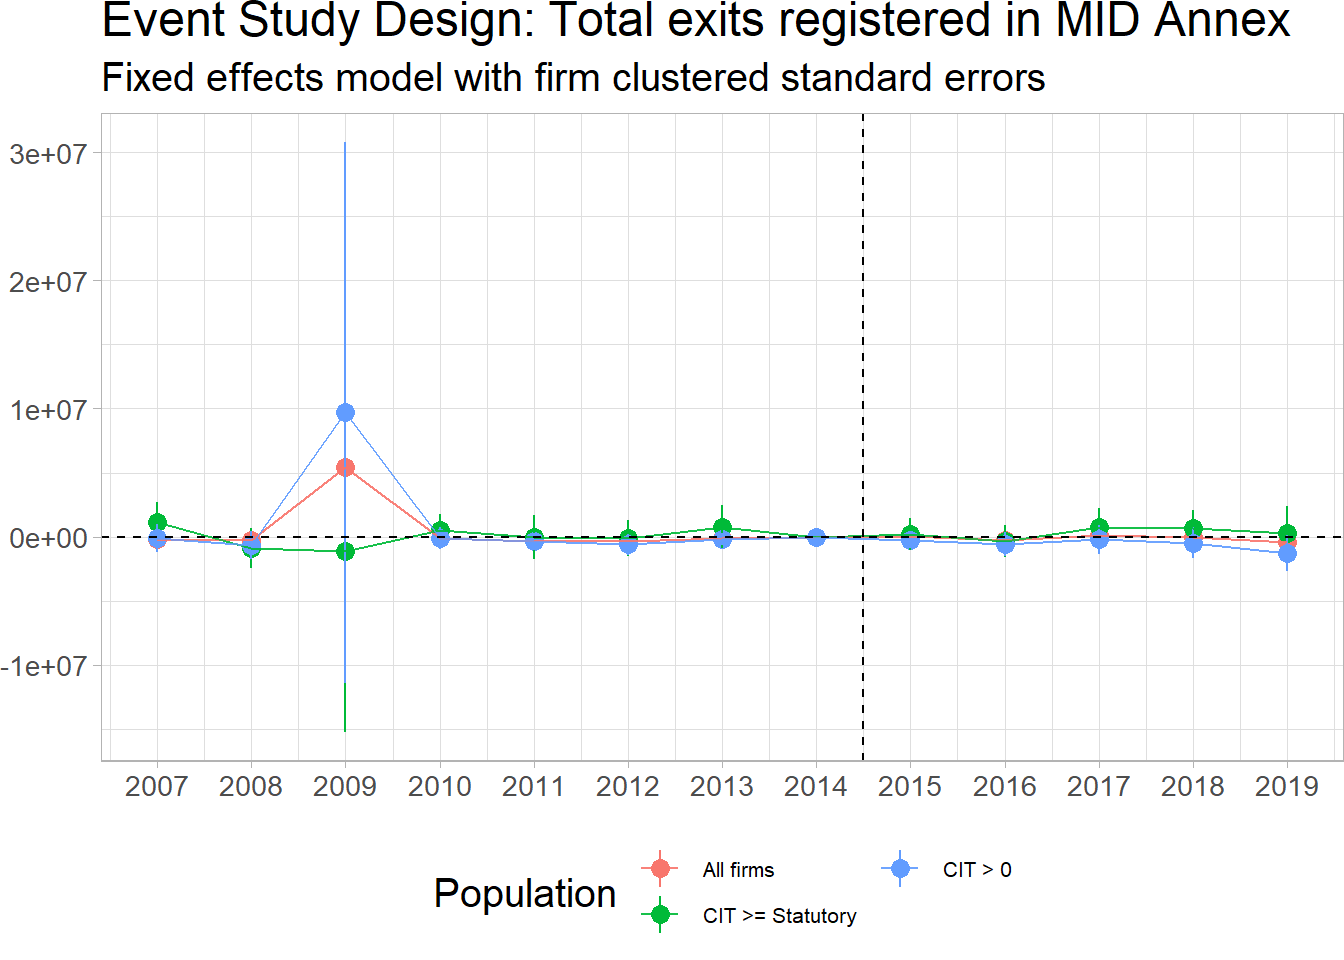 Event Study Design: Total exits registered in MID Annex
Fixed effects model with firm clustered standard errors
3e+07
2e+07
1e+07
0e+00
-1e+07
2007 2008 2009 2010 2011 2012 2013 2014 2015 2016 2017 2018 2019
Population
All firms
CIT >= Statutory
CIT > 0